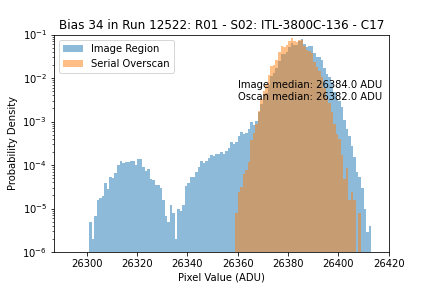 Bias 34 in Run 12522: R01 - S02: ITL-3800C-136 - C17
Image Region
Serial Overscan
Image median: 26384.0 ADU
Oscan median: 26382.0 ADU
Probability Density
10⁻¹
10⁻²
10⁻³
10⁻⁴
10⁻⁵
10⁻⁶
26300 26320 26340 26360 26380 26400 26420
Pixel Value (ADU)